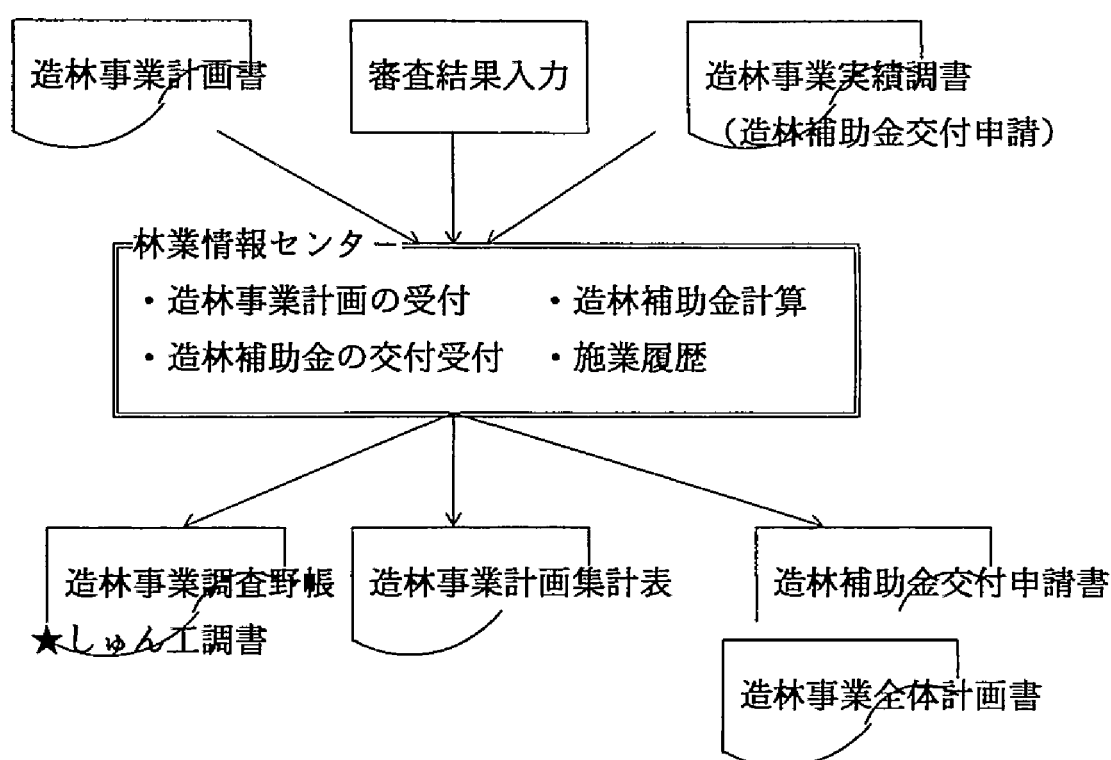 造林事業計画書
審査結果入力
造林事業実績調書
（造林補助金交付申請）
林業情報センター
・造林事業計画の受付
・造林補助金計算
・造林補助金の交付受付
・施業履歴
造林事業調査野帳
★しゅん工調書
造林事業計画集計表
造林補助金交付申請書
造林事業全体計画書